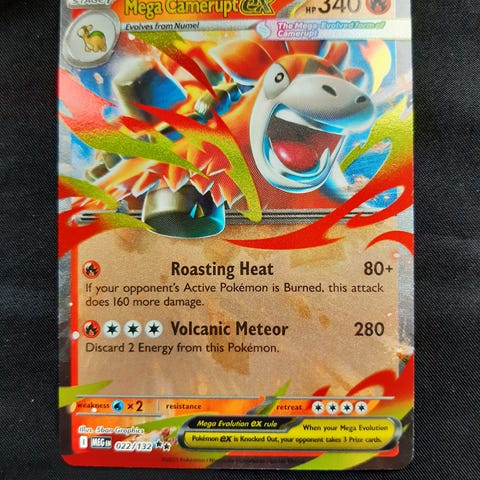 STAGE 1
Mega Camerupt ex
HP 340
Evolves from Numel
The Mega-Evolved form of
Camerupt
Roasting Heat 80+
If your opponent's Active Pokémon is Burned, this attack
does 160 more damage.
Volcanic Meteor 280
Discard 2 Energy from this Pokémon.
weakness ×2 resistance retreat
Illus. 5ban Graphics
I MEG EN 022/132
Mega Evolution ex rule
When your Mega Evolution
Pokémon ex is Knocked Out, your opponent takes 3 Prize cards.